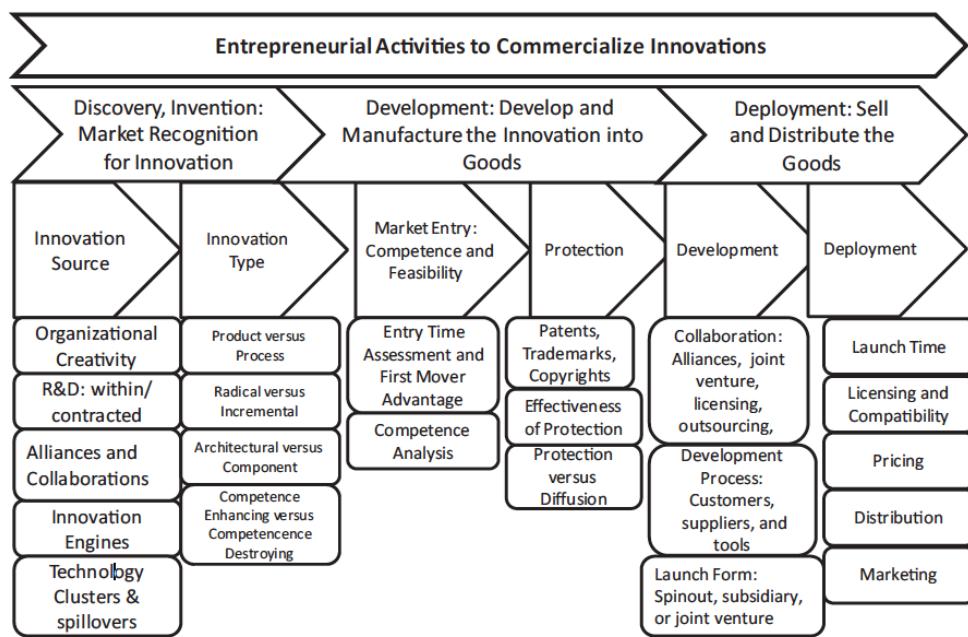 Entrepreneurial Activities to Commercialize Innovations
Discovery, Invention:
Market Recognition
for Innovation
Development: Develop and
Manufacture the Innovation into
Goods
Deployment: Sell
and Distribute the
Goods
Innovation
Source
Innovation
Type
Market Entry:
Competence and
Feasibility
Protection
Development
Deployment
Organizational
Creativity
R&D: within/
contracted
Alliances and
Collaborations
Innovation
Engines
Technology
Clusters &
spillovers
Product versus
Process
Radical versus
Incremental
Architectural versus
Component
Competence
Enhancing versus
Competencence
Destroying
Entry Time
Assessment and
First Mover
Advantage
Competence
Analysis
Patents,
Trademarks,
Copyrights
Effectiveness
of Protection
Protection
versus
Diffusion
Collaboration:
Alliances, joint
venture,
licensing,
outsourcing,
Development
Process:
Customers,
suppliers, and
tools
Launch Form:
Spinout, subsidiary,
or joint venture
Launch Time
Licensing and
Compatibility
Pricing
Distribution
Marketing